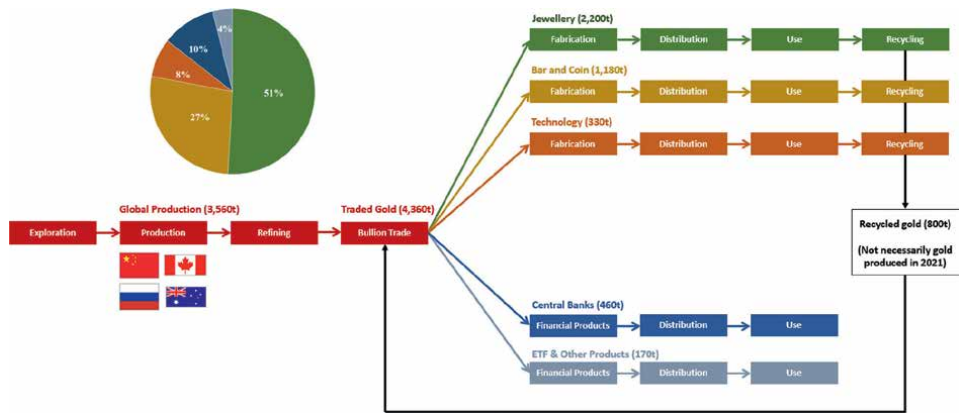 4%
10%
8%
27%
51%
Jewellery (2,200t)
Fabrication
Distribution
Use
Recycling
Bar and Coin (1,180t)
Fabrication
Distribution
Use
Recycling
Technology (330t)
Fabrication
Distribution
Use
Recycling
Global Production (3,560t)
Traded Gold (4,360t)
Exploration
Production
Refining
Bullion Trade
Recycled gold (800t)
(Not necessarily gold
produced in 2021)
Central Banks (460t)
Financial Products
Distribution
Use
ETF & Other Products (170t)
Financial Products
Distribution
Use